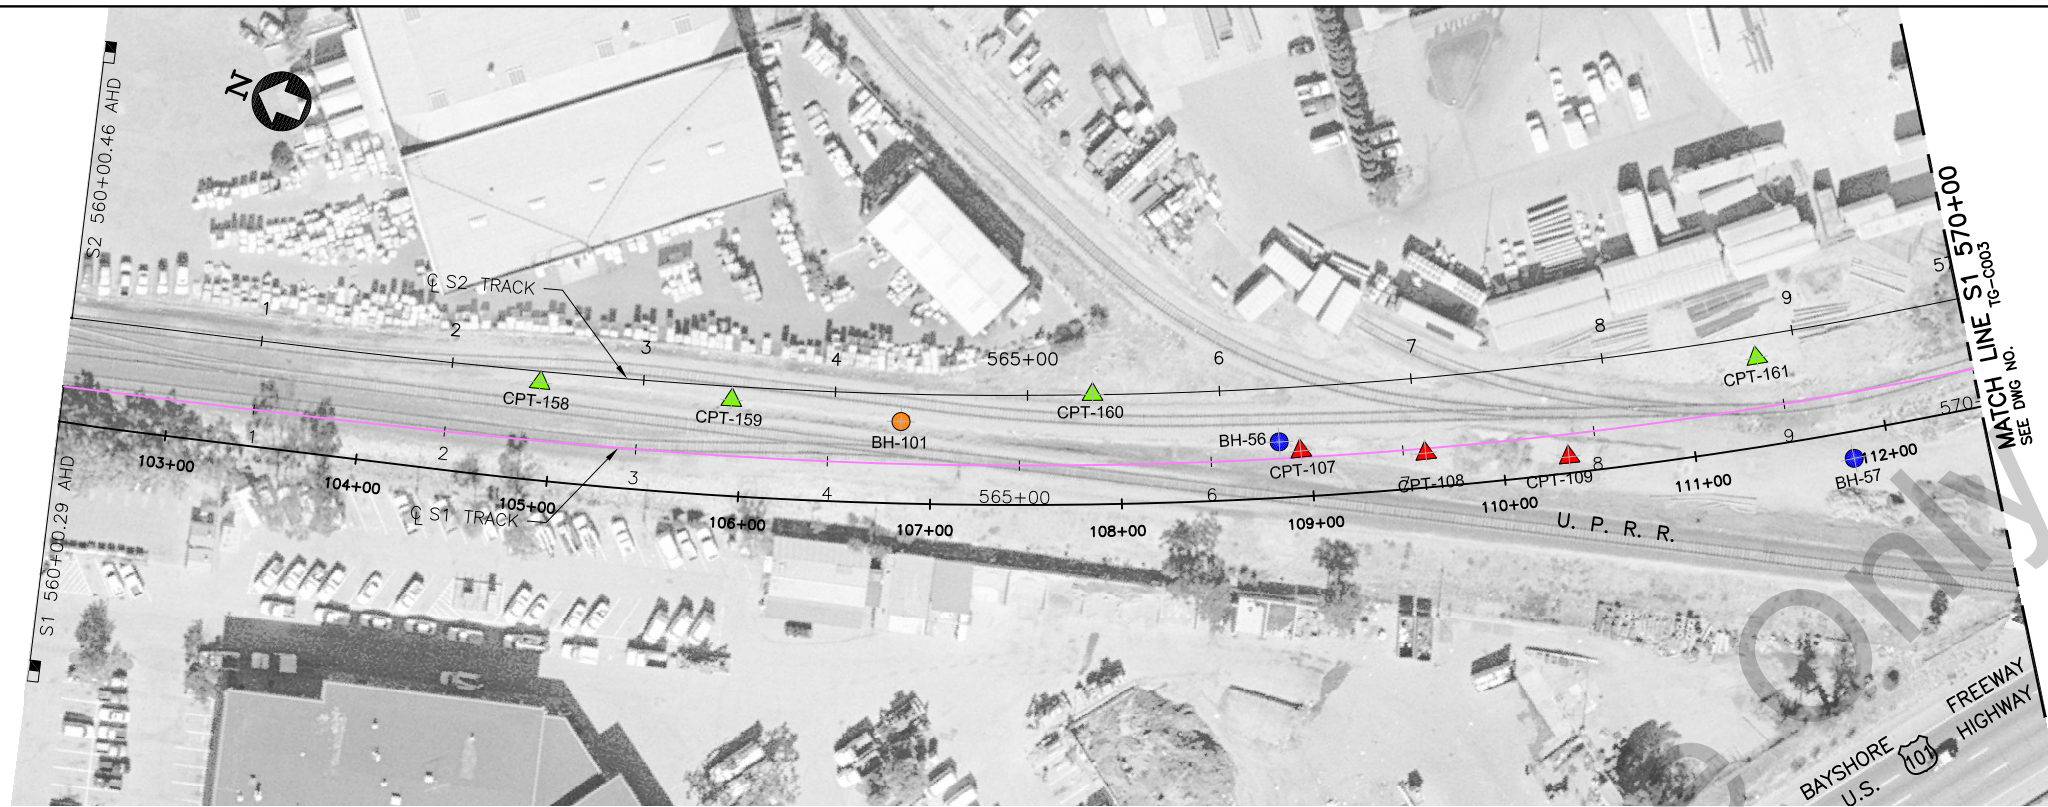 N
S2 560+00.46 AHD
S1 560+00.29 AHD
℄ S2 TRACK
1
2
3
4
565+00
6
7
8
9
57
MATCH LINE S1 570+00
SEE DWG NO. TG-C003
CPT-158
CPT-159
BH-101
CPT-160
BH-56
CPT-107
CPT-108
CPT-109
CPT-161
BH-57
1
2
3
4
565+00
6
7
8
9
570
℄ S1 TRACK
103+00
104+00
105+00
106+00
107+00
108+00
109+00
110+00
111+00
112+00
U. P. R. R.
BAYSHORE FREEWAY
U.S. 101 HIGHWAY
Only